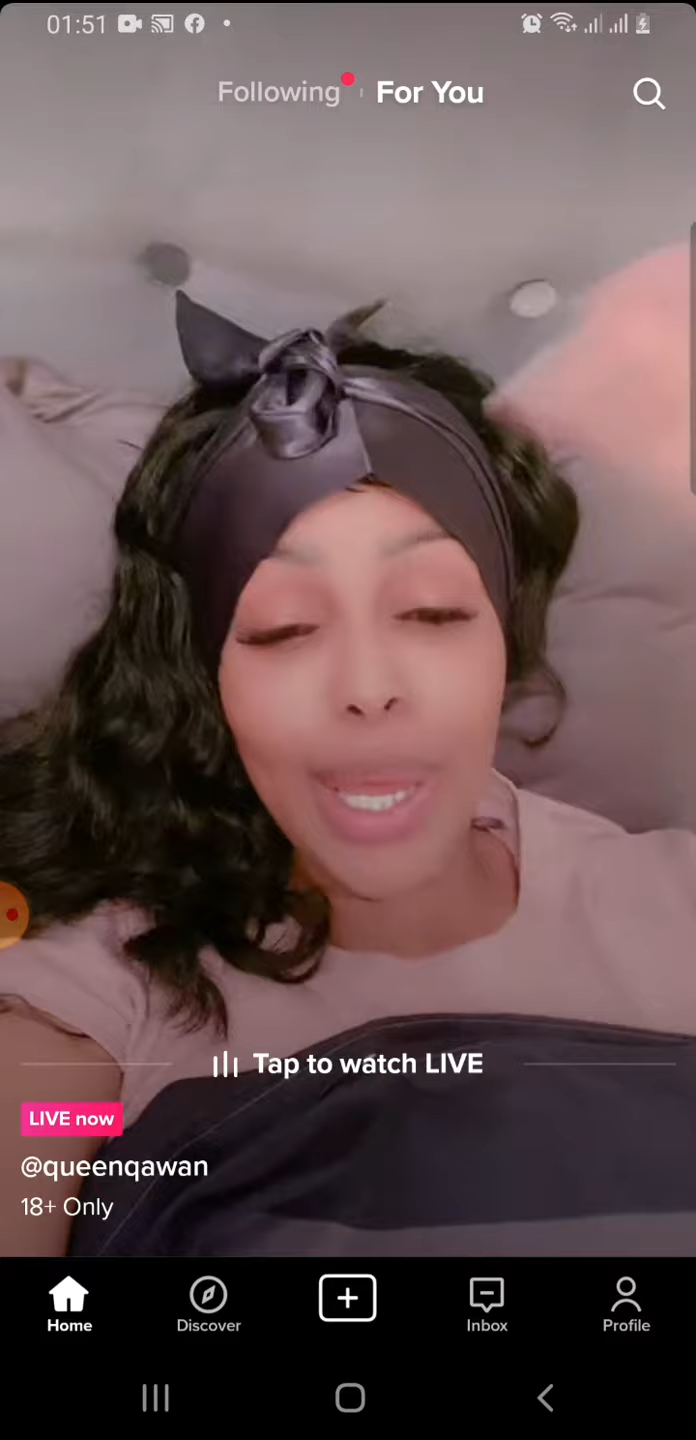 01:51
Following
For You
Tap to watch LIVE
LIVE now
@queenqawan
18+ Only
Home
Discover
Inbox
Profile